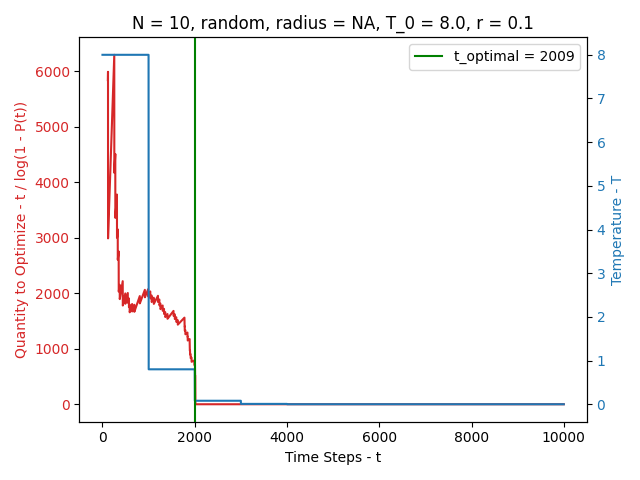 N = 10, random, radius = NA, T_0 = 8.0, r = 0.1
t_optimal = 2009
Quantity to Optimize - t / log(1 - P(t))
6000
5000
4000
3000
2000
1000
0
8
7
6
5
4
3
2
1
0
Temperature - T
0 2000 4000 6000 8000 10000
Time Steps - t